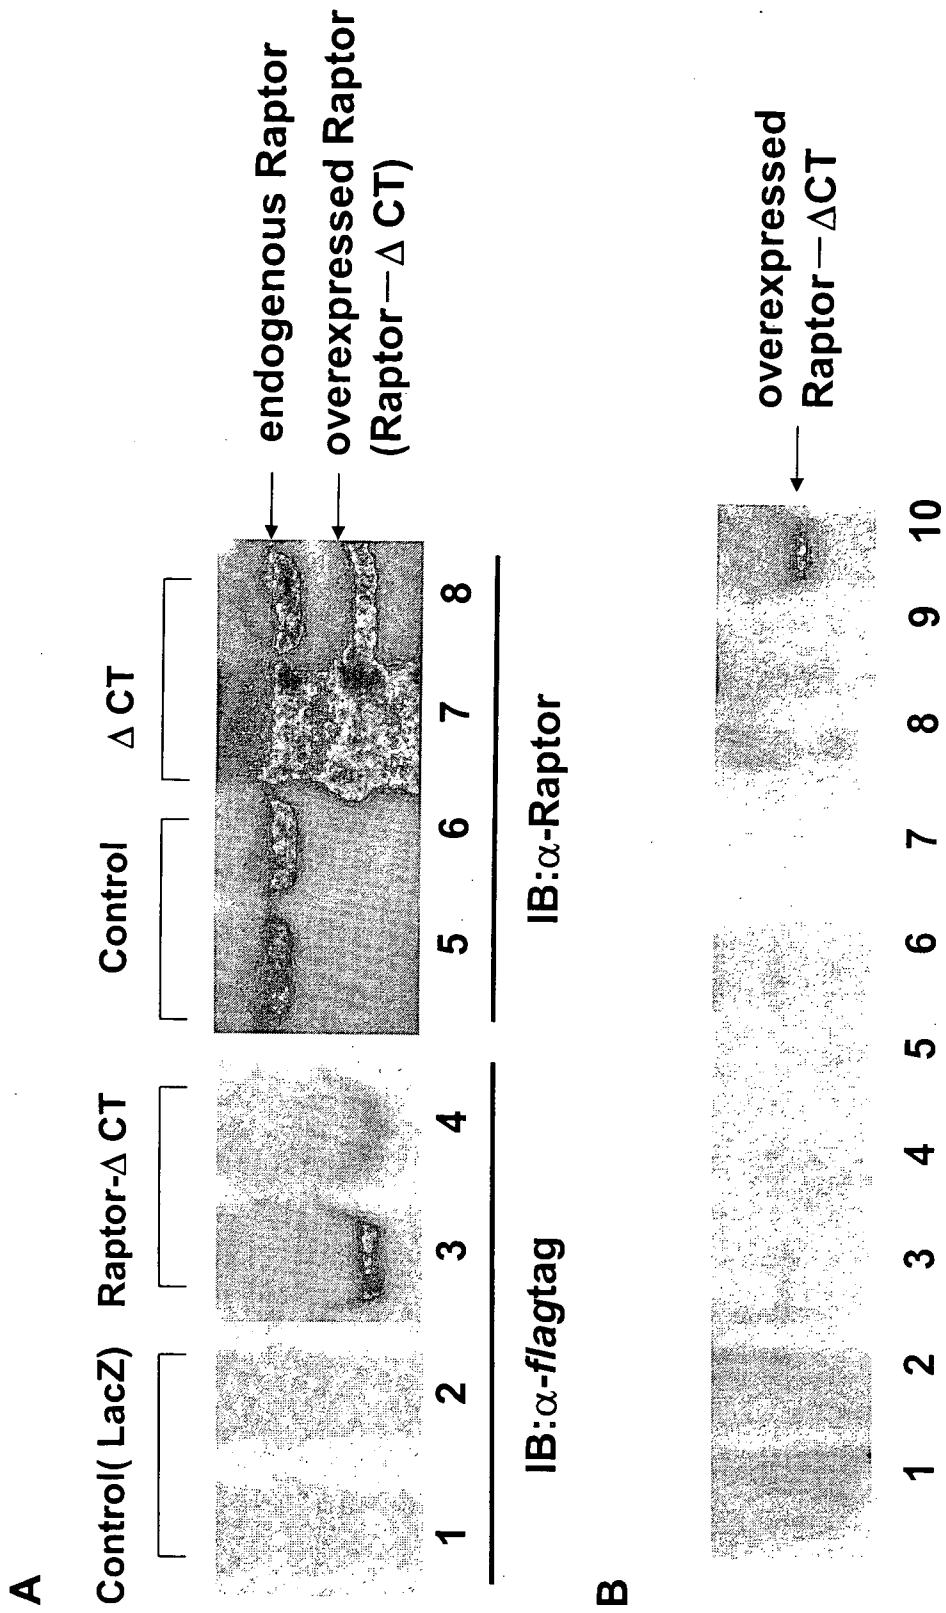 A
Control( LacZ)
Raptor-Δ CT
Control
Δ CT
endogenous Raptor
overexpressed Raptor
(Raptor—Δ CT)
1 2 3 4 5 6 7 8
IB:α-flagtag
IB:α-Raptor
B
overexpressed
Raptor—ΔCT
1 2 3 4 5 6 7 8 9 10